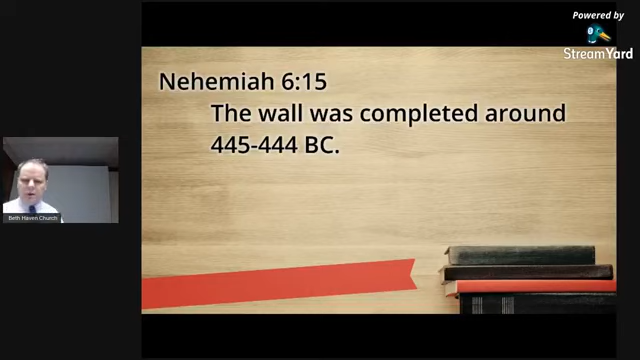 Powered by
StreamYard
Nehemiah 6:15
The wall was completed around
445-444 BC.
Beth Haven Church